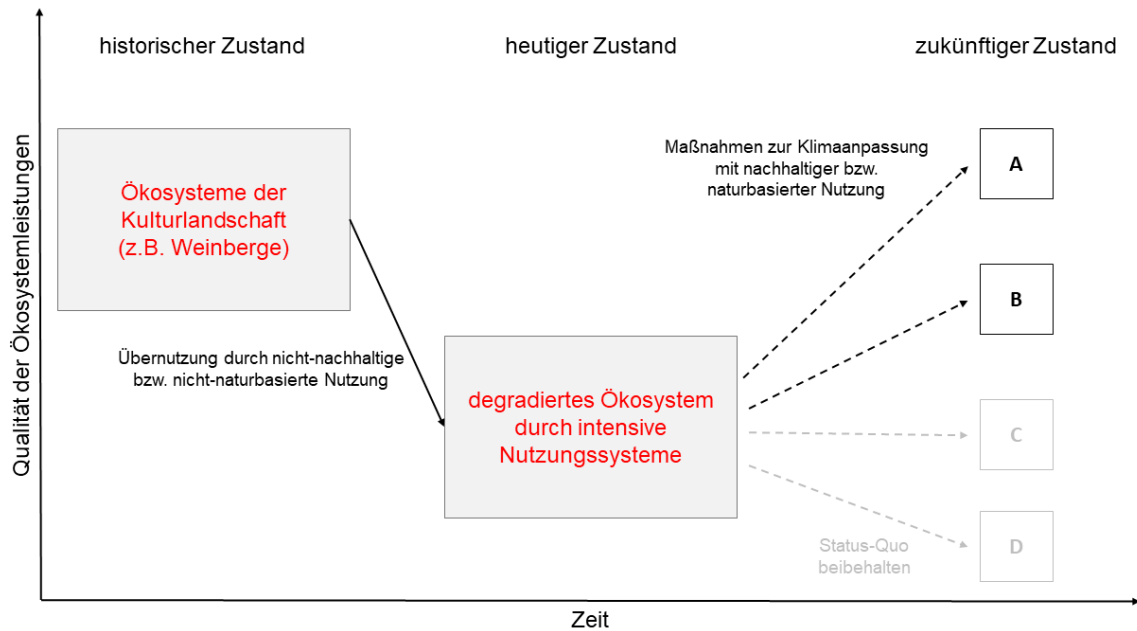 historischer Zustand
heutiger Zustand
zukünftiger Zustand
Qualität der Ökosystemleistungen
Ökosysteme der
Kulturlandschaft
(z.B. Weinberge)
Übernutzung durch nicht-nachhaltige
bzw. nicht-naturbasierte Nutzung
degradiertes Ökosystem
durch intensive
Nutzungssysteme
Maßnahmen zur Klimaanpassung
mit nachhaltiger bzw.
naturbasierter Nutzung
A
B
C
D
Status-Quo
beibehalten
Zeit